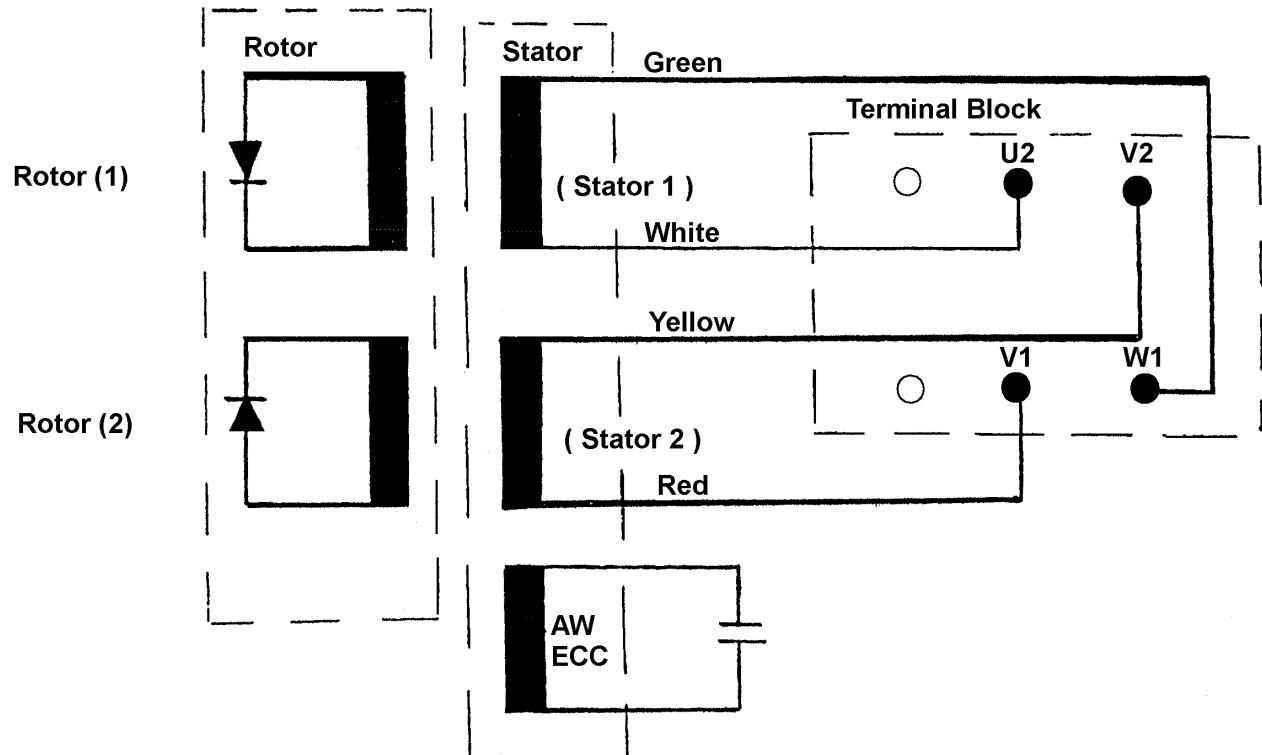 Rotor
Stator
Green
Terminal Block
U2
V2
Rotor (1)
( Stator 1 )
White
Yellow
V1
W1
Rotor (2)
( Stator 2 )
Red
AW
ECC